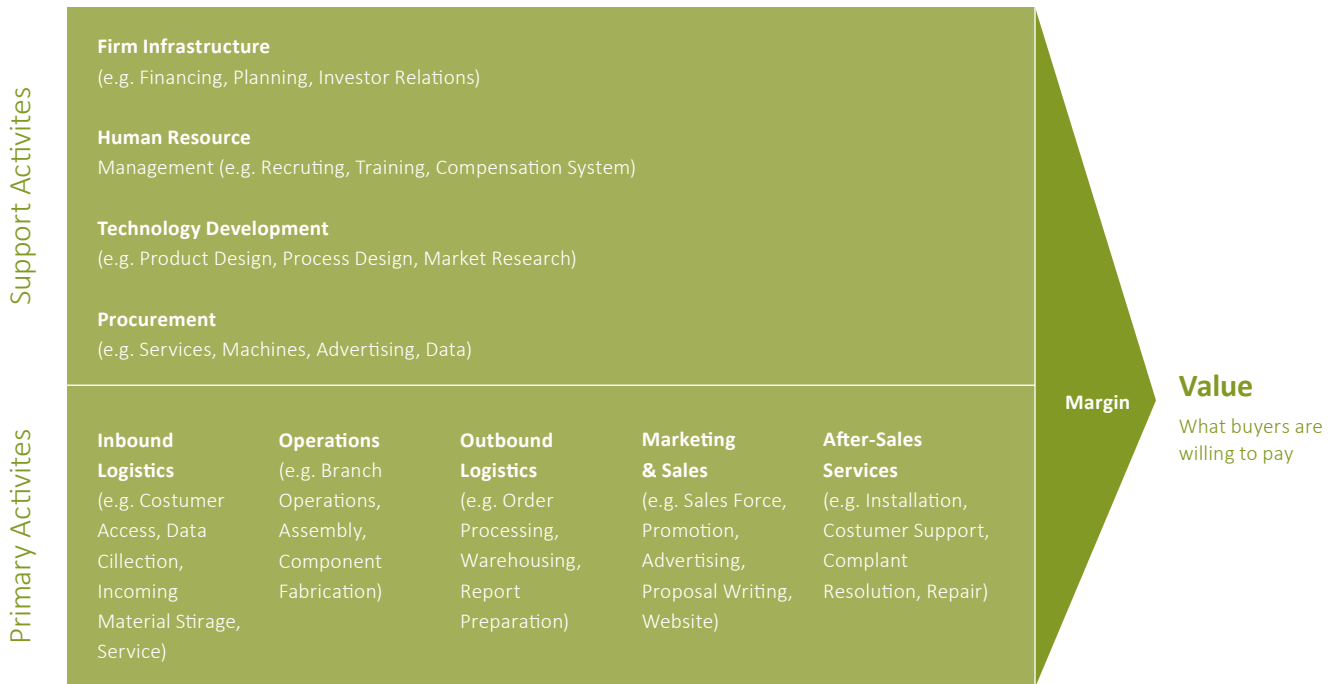 Support Activites
Firm Infrastructure
(e.g. Financing, Planning, Investor Relations)
Human Resource
Management (e.g. Recruting, Training, Compensation System)
Technology Development
(e.g. Product Design, Process Design, Market Research)
Procurement
(e.g. Services, Machines, Advertising, Data)
Primary Activites
Inbound
Logistics
(e.g. Costumer
Access, Data
Cillection,
Incoming
Material Stirage,
Service)
Operations
(e.g. Branch
Operations,
Assembly,
Component
Fabrication)
Outbound
Logistics
(e.g. Order
Processing,
Warehousing,
Report
Preparation)
Marketing
& Sales
(e.g. Sales Force,
Promotion,
Advertising,
Proposal Writing,
Website)
After-Sales
Services
(e.g. Installation,
Costumer Support,
Complant
Resolution, Repair)
Margin
Value
What buyers are
willing to pay